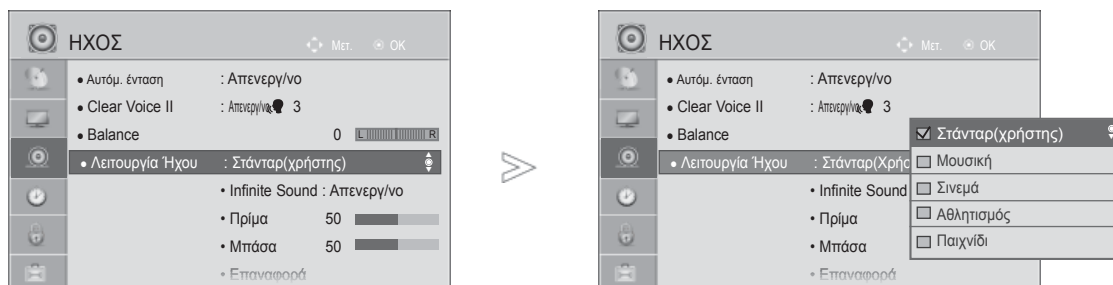 ΗΧΟΣ Μετ. OK
• Αυτόμ. ένταση : Απενεργ/νο
• Clear Voice II : Απενεργ/νο 3
• Balance 0 L R
• Λειτουργία Ήχου : Στάνταρ(χρήστης)
• Infinite Sound : Απενεργ/νο
• Πρίμα 50
• Μπάσα 50
• Επαναφορά
ΗΧΟΣ Μετ. OK
• Αυτόμ. ένταση : Απενεργ/νο
• Clear Voice II : Απενεργ/νο 3
• Balance
• Λειτουργία Ήχου : Στάνταρ(Χρής
• Infinite Sound
• Πρίμα
• Μπάσα
• Επαναφορά
Στάνταρ(χρήστης)
Μουσική
Σινεμά
Αθλητισμός
Παιχνίδι